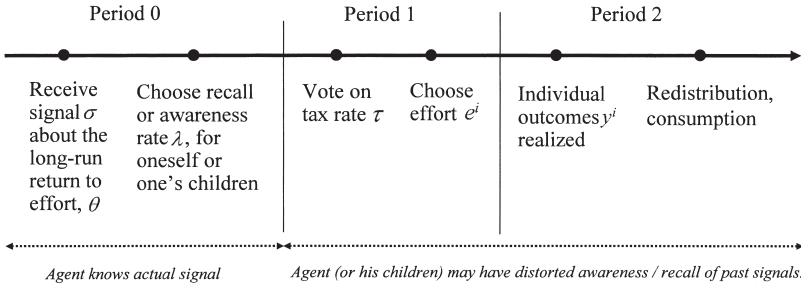 Period 0
Period 1
Period 2
Receive
signal σ
about the
long-run
return to
effort, θ
Choose recall
or awareness
rate λ, for
oneself or
one's children
Vote on
tax rate τ
Choose
effort eⁱ
Individual
outcomes yⁱ
realized
Redistribution,
consumption
Agent knows actual signal
Agent (or his children) may have distorted awareness / recall of past signals.